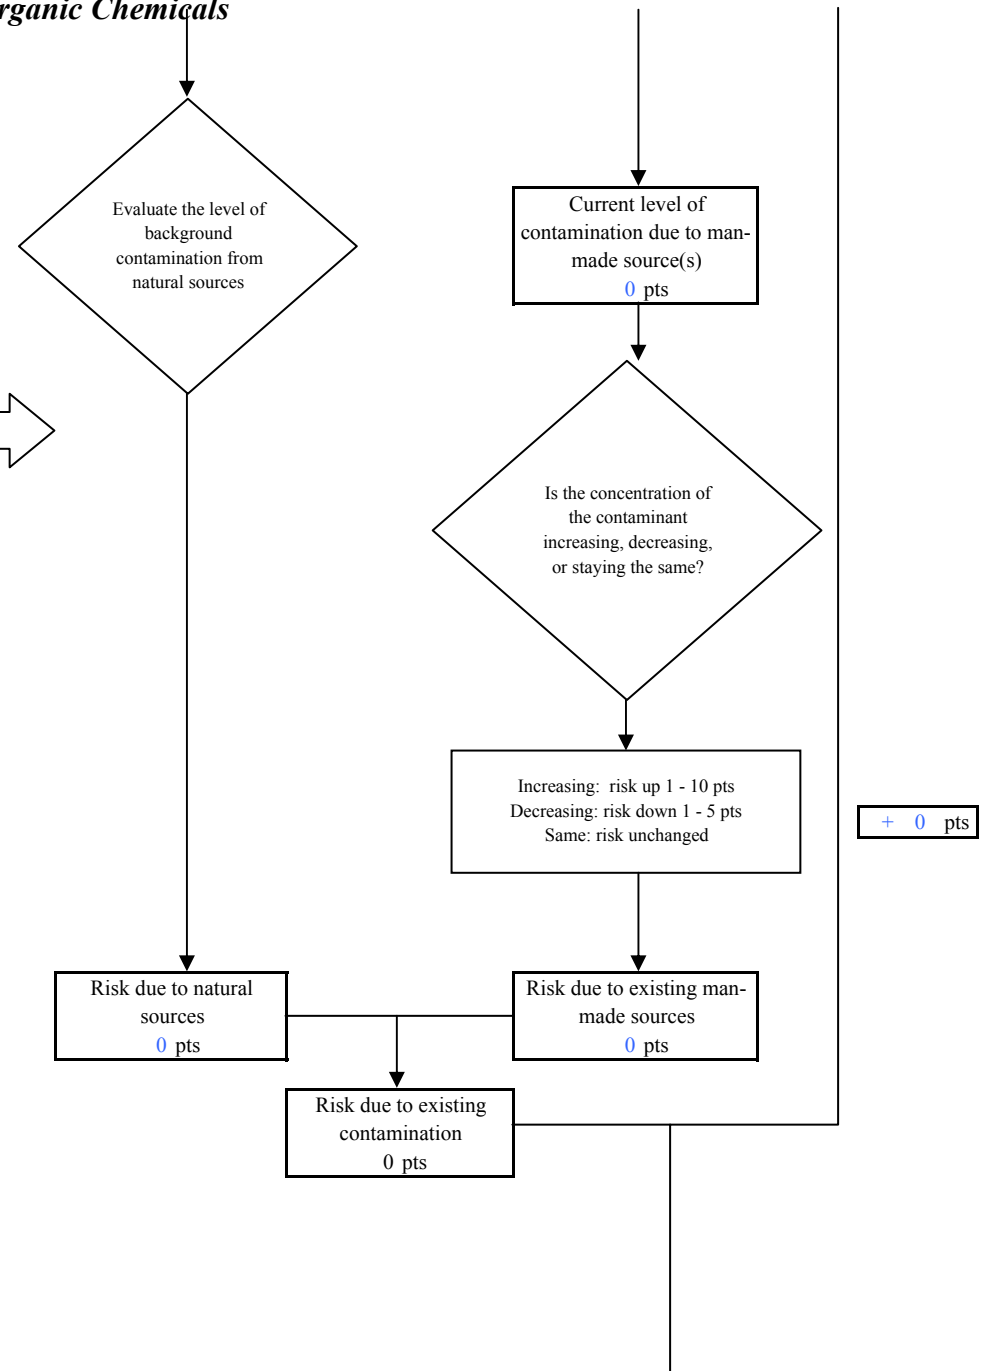 rganic Chemicals
Evaluate the level of
background
contamination from
natural sources
Current level of
contamination due to man-
made source(s)
0 pts
Is the concentration of
the contaminant
increasing, decreasing,
or staying the same?
Increasing: risk up 1 - 10 pts
Decreasing: risk down 1 - 5 pts
Same: risk unchanged
+ 0 pts
Risk due to natural
sources
0 pts
Risk due to existing man-
made sources
0 pts
Risk due to existing
contamination
0 pts